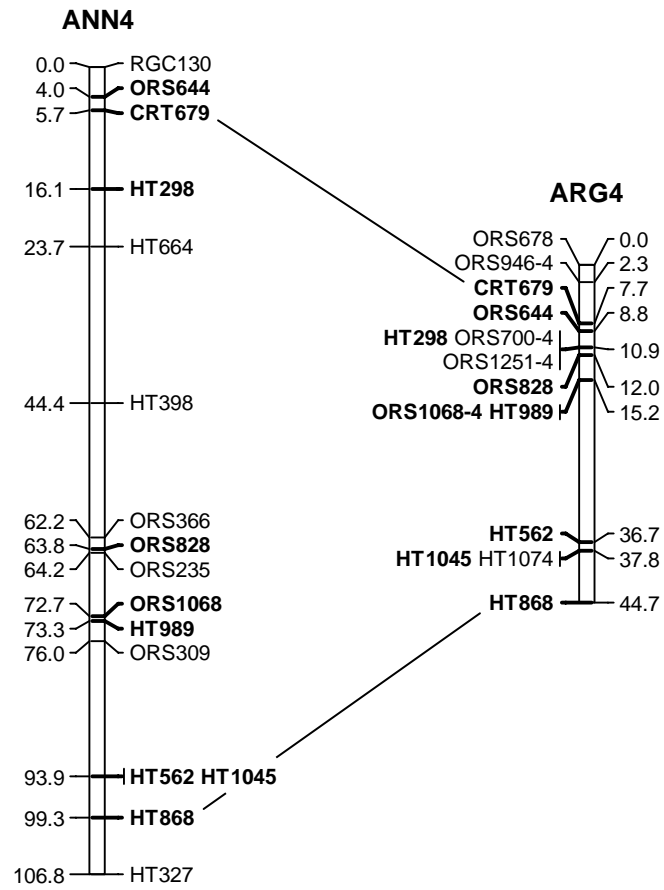 ANN4
0.0 RGC130
4.0 ORS644
5.7 CRT679
16.1 HT298
23.7 HT664
44.4 HT398
62.2 ORS366
63.8 ORS828
64.2 ORS235
72.7 ORS1068
73.3 HT989
76.0 ORS309
93.9 HT562 HT1045
99.3 HT868
106.8 HT327
ARG4
ORS678 0.0
ORS946-4 2.3
CRT679 7.7
ORS644 8.8
HT298 ORS700-4
ORS1251-4 10.9
ORS828 12.0
ORS1068-4 HT989 15.2
HT562 36.7
HT1045 HT1074 37.8
HT868 44.7